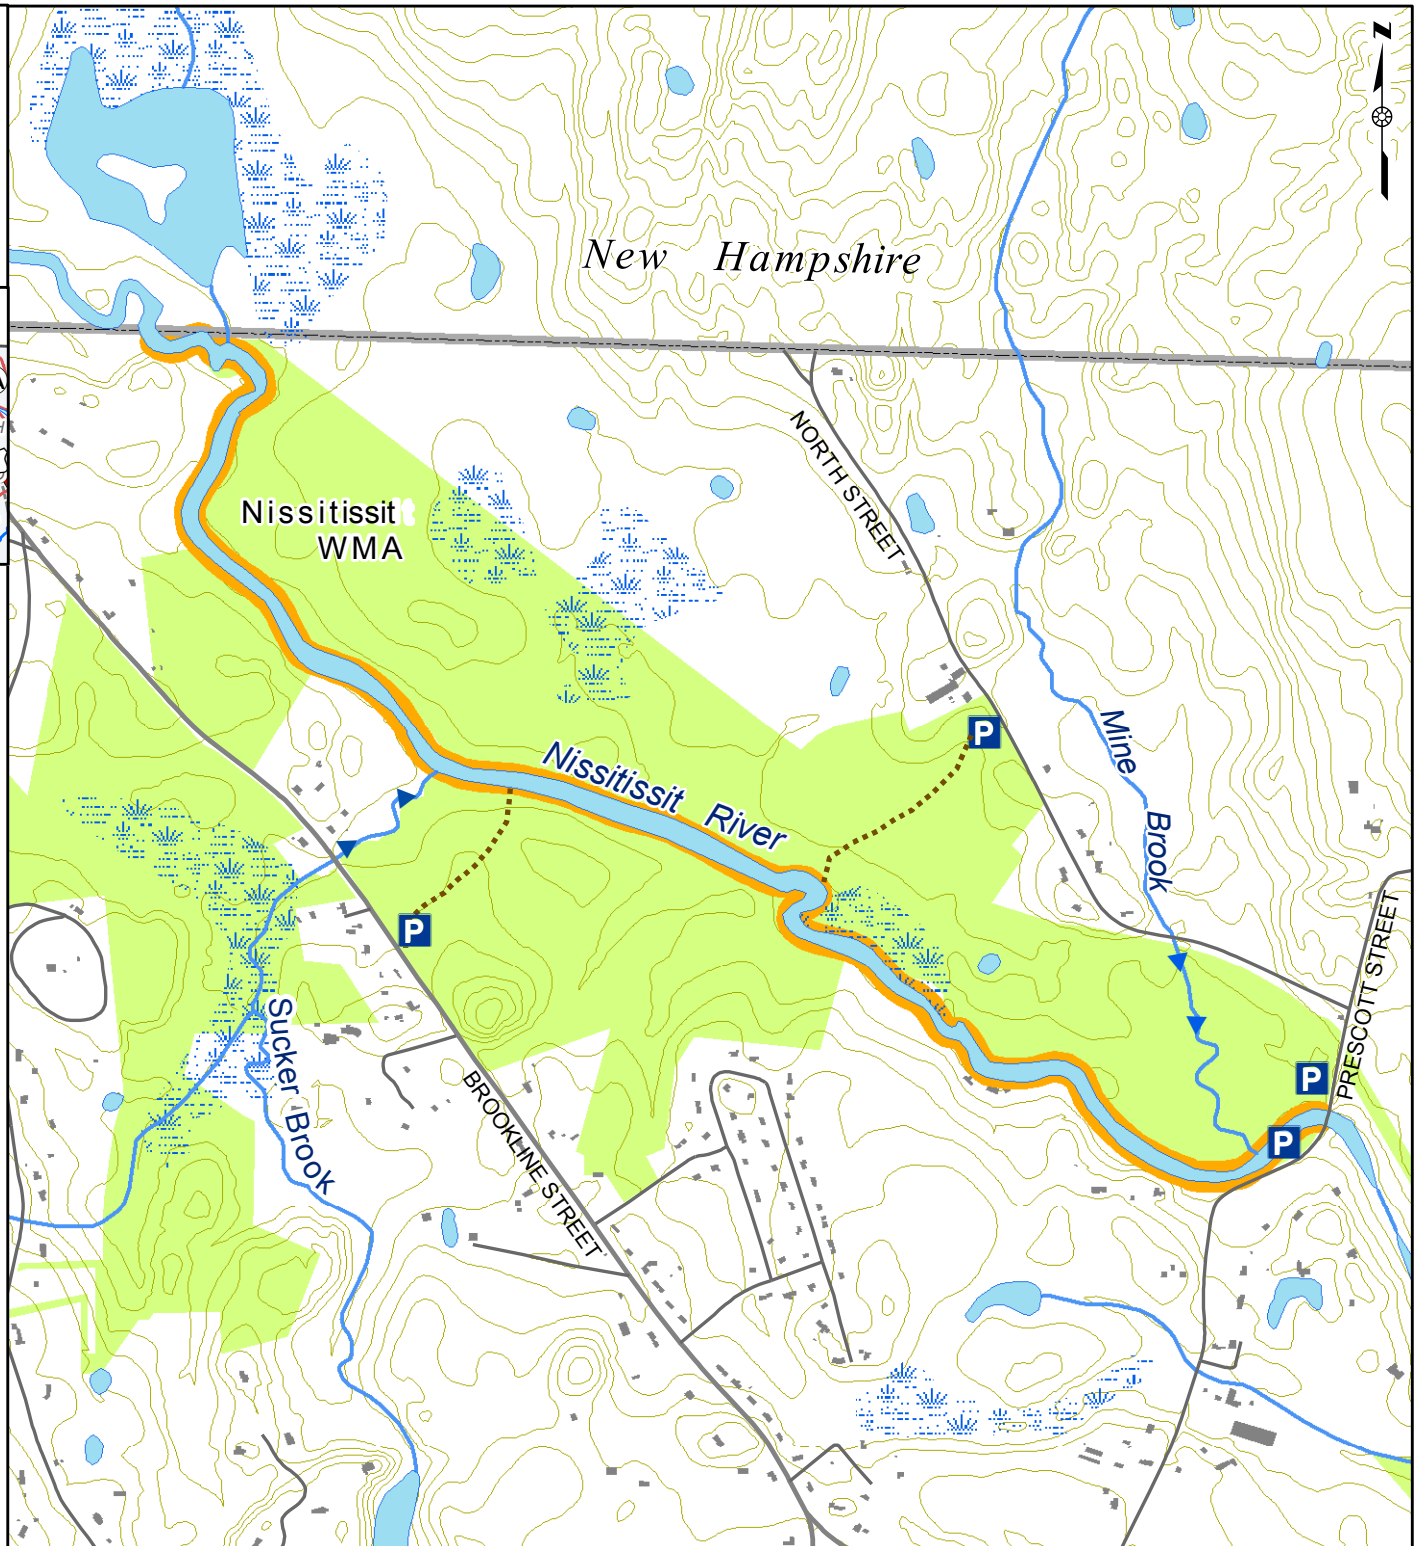 N
New Hampshire
NORTH STREET
Nissitissit
WMA
P
Mine
Brook
Nissitissit River
P
PRESCOTT STREET
Sucker Brook
BROOKLINE STREET
P
P